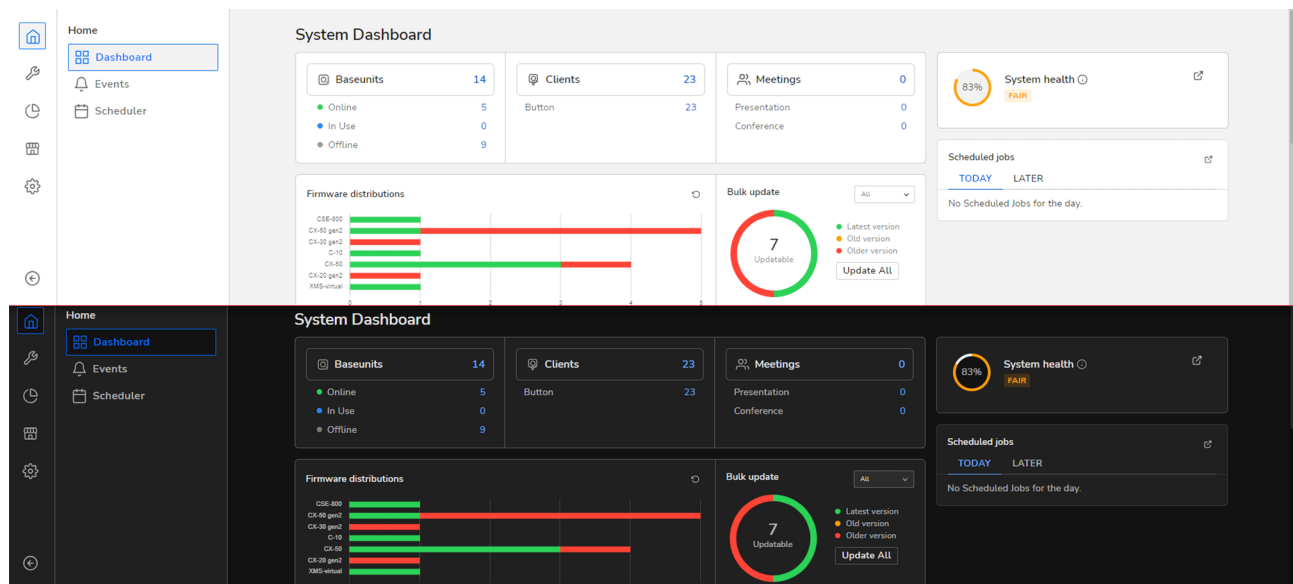 Home
Dashboard
Events
Scheduler
System Dashboard
Baseunits 14
Online 5
In Use 0
Offline 9
Clients 23
Button 23
Meetings 0
Presentation 0
Conference 0
83%
System health
FAIR
Scheduled jobs
TODAY LATER
No Scheduled Jobs for the day.
Firmware distributions
CSE-800
CX-50 gen2
CX-30 gen2
C-10
CX-50
CX-20 gen2
XMS-virtual
0 1 2 3 4 5
Bulk update
All
7
Updatable
Latest version
Old version
Older version
Update All
Home
Dashboard
Events
Scheduler
System Dashboard
Baseunits 14
Online 5
In Use 0
Offline 9
Clients 23
Button 23
Meetings 0
Presentation 0
Conference 0
83%
System health
FAIR
Scheduled jobs
TODAY LATER
No Scheduled Jobs for the day.
Firmware distributions
CSE-800
CX-50 gen2
CX-30 gen2
C-10
CX-50
CX-20 gen2
XMS-virtual
Bulk update
All
7
Updatable
Latest version
Old version
Older version
Update All